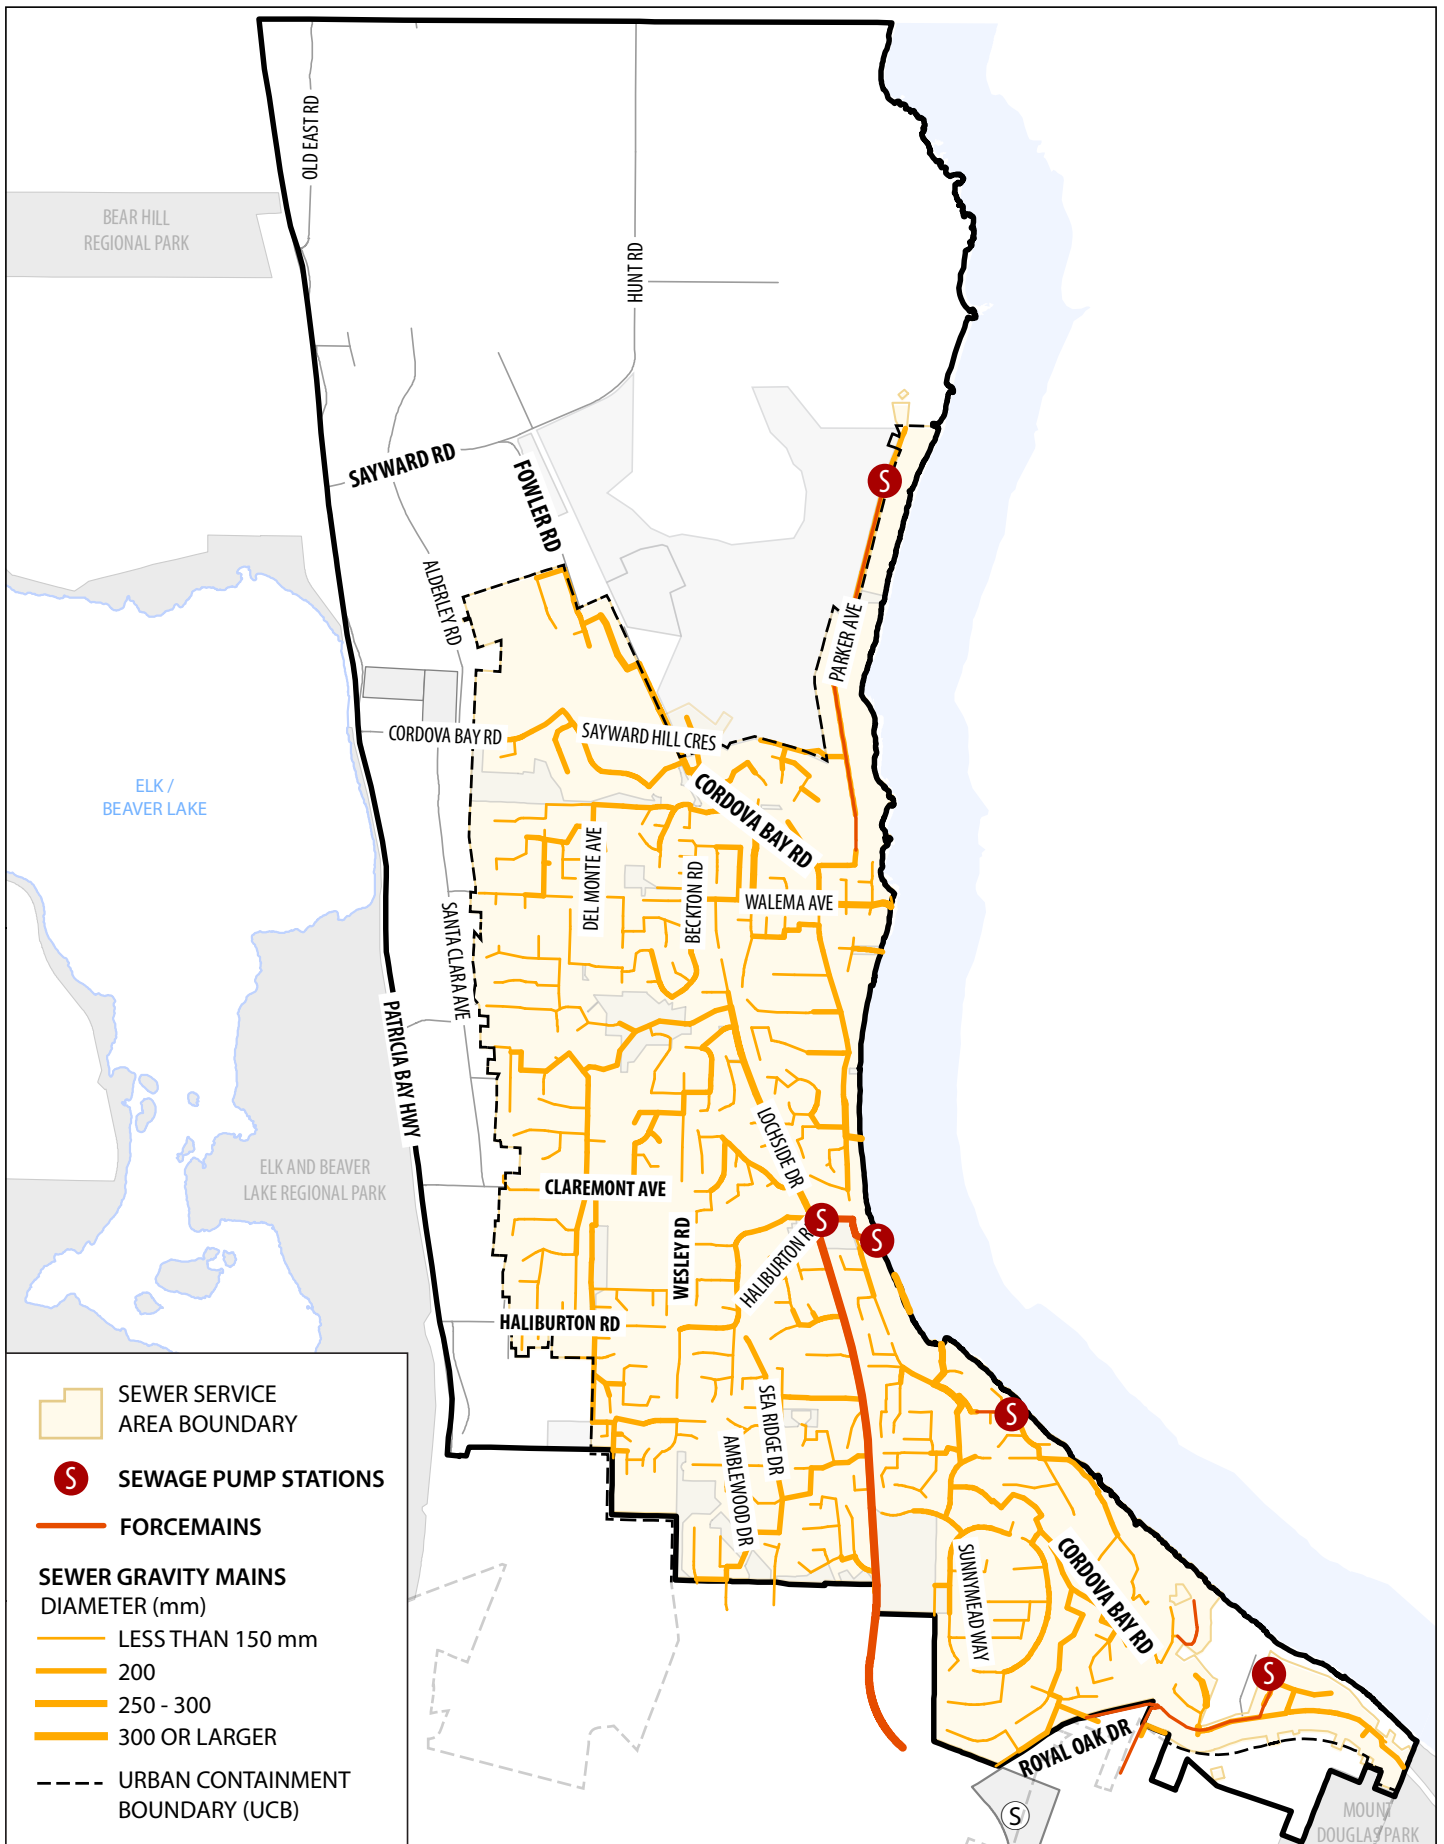 OLD EAST RD
BEAR HILL
REGIONAL PARK
HUNT RD
SAYWARD RD
FOWLER RD
S
ALDERLEY RD
PARKER AVE
CORDOVA BAY RD
SAYWARD HILL CRES
ELK /
BEAVER LAKE
CORDOVA BAY RD
DEL MONTE AVE
BECKTON RD
WALEMA AVE
SANTA CLARA AVE
PATRICIA BAY HWY
LOCHSIDE DR
ELK AND BEAVER
LAKE REGIONAL PARK
CLAREMONT AVE
WESLEY RD
S
S
HALIBURTON R
HALIBURTON RD
SEA RIDGE DR
AMBLEWOOD DR
S
SUNNYMEAD WAY
CORDOVA BAY RD
S
ROYAL OAK DR
S
MOUNT
DOUGLAS PARK
SEWER SERVICE
AREA BOUNDARY
S
SEWAGE PUMP STATIONS
FORCEMAINS
SEWER GRAVITY MAINS
DIAMETER (mm)
LESS THAN 150 mm
200
250 - 300
300 OR LARGER
URBAN CONTAINMENT
BOUNDARY (UCB)